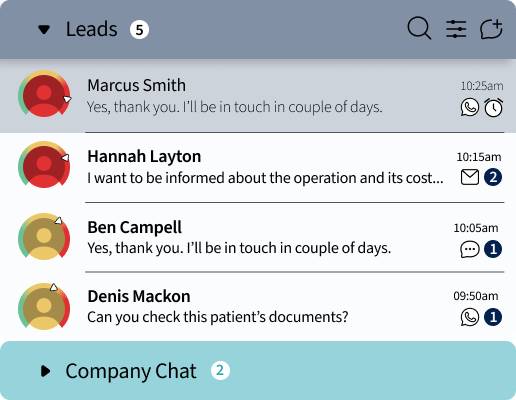 Leads 5
Marcus Smith 10:25am
Yes, thank you. I’ll be in touch in couple of days.
Hannah Layton 10:15am
I want to be informed about the operation and its cost... 2
Ben Campell 10:05am
Yes, thank you. I’ll be in touch in couple of days. 1
Denis Mackon 09:50am
Can you check this patient’s documents? 1
Company Chat 2